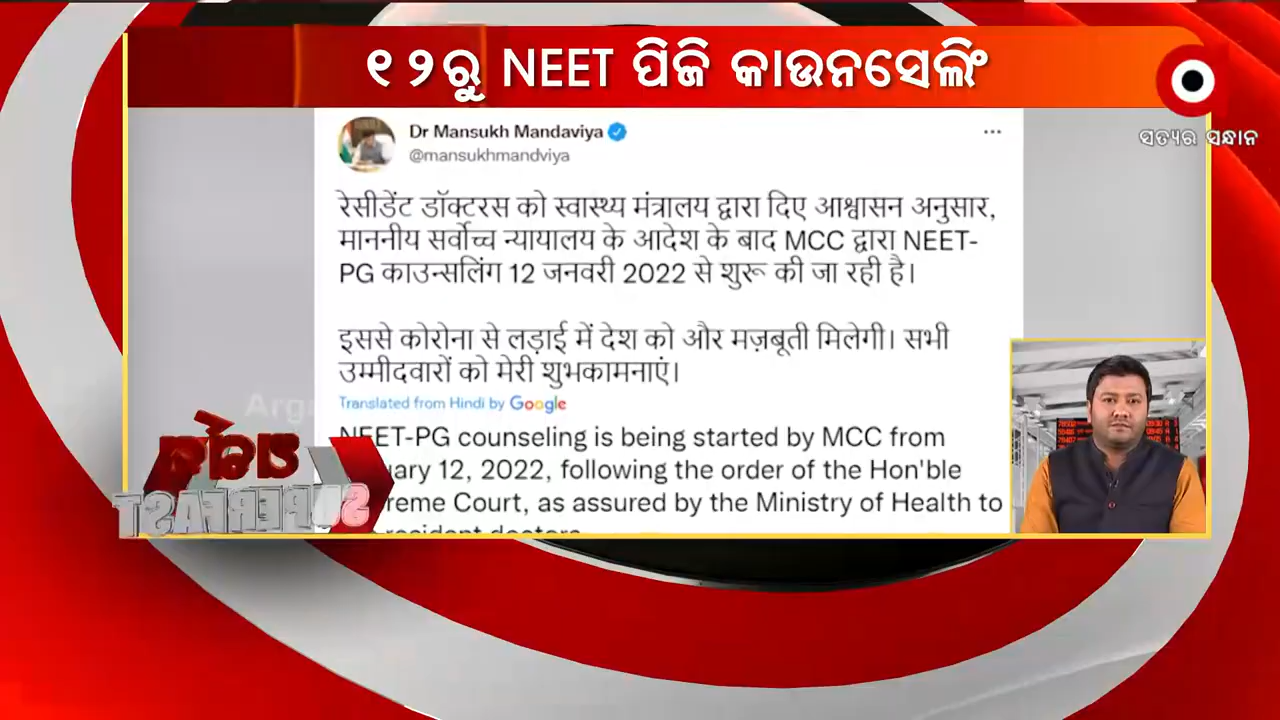 ୧୨ରୁ NEET ପିଜି କାଉନସେଲିଂ
ସତ୍ୟର ସନ୍ଧାନ
Dr Mansukh Mandaviya
@mansukhmandviya
रेसीडेंट डॉक्टरस को स्वास्थ्य मंत्रालय द्वारा दिए आश्वासन अनुसार,
माननीय सर्वोच्च न्यायालय के आदेश के बाद MCC द्वारा NEET-
PG काउन्सलिंग 12 जनवरी 2022 से शुरू की जा रही है।
इससे कोरोना से लड़ाई में देश को और मज़बूती मिलेगी। सभी
उम्मीदवारों को मेरी शुभकामनाएं।
Translated from Hindi by Google
NEET-PG counseling is being started by MCC from
12, 2022, following the order of the Hon'ble
Court, as assured by the Ministry of Health to
SUPERFAST